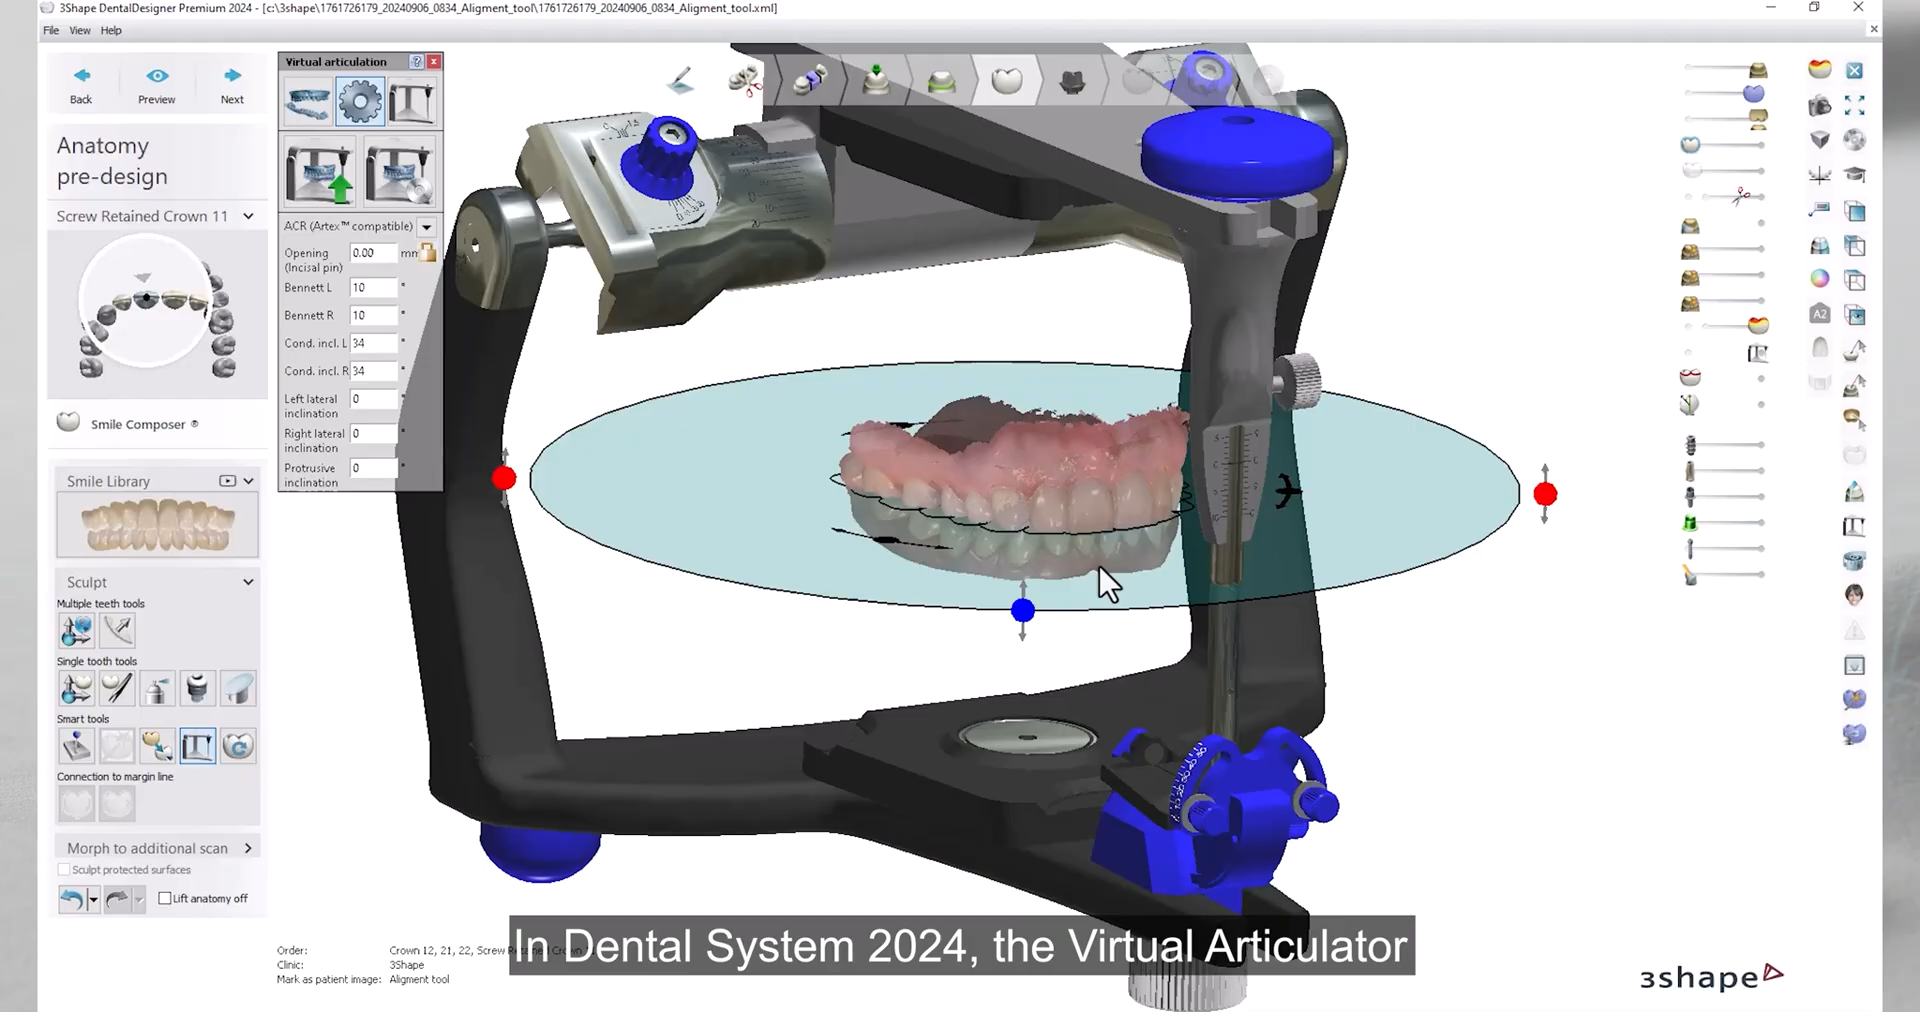 3Shape DentalDesigner Premium 2024 - [c:\3shape\1761726179_20240906_0834_Aligment_tool\1761726179_20240906_0834_Aligment_tool.xml]
File View Help
Back Preview Next
Anatomy
pre-design
Screw Retained Crown 11
Smile Composer ®
Smile Library
Sculpt
Multiple teeth tools
Single tooth tools
Smart tools
Connection to margin line
Morph to additional scan
Sculpt protected surfaces
Lift anatomy off
Virtual articulation
ACR (Artex™ compatible)
Opening
(Incisal pin) 0.00 mm
Bennett L 10 °
Bennett R 10 °
Cond. incl. L 34 °
Cond. incl. R 34 °
Left lateral
inclination 0 °
Right lateral
inclination 0 °
Protrusive
inclination 0 °
A2
Order: Crown 12, 21, 22, Screw
Clinic: 3Shape
Mark as patient image: Aligment tool
In Dental System 2024, the Virtual Articulator
3shape